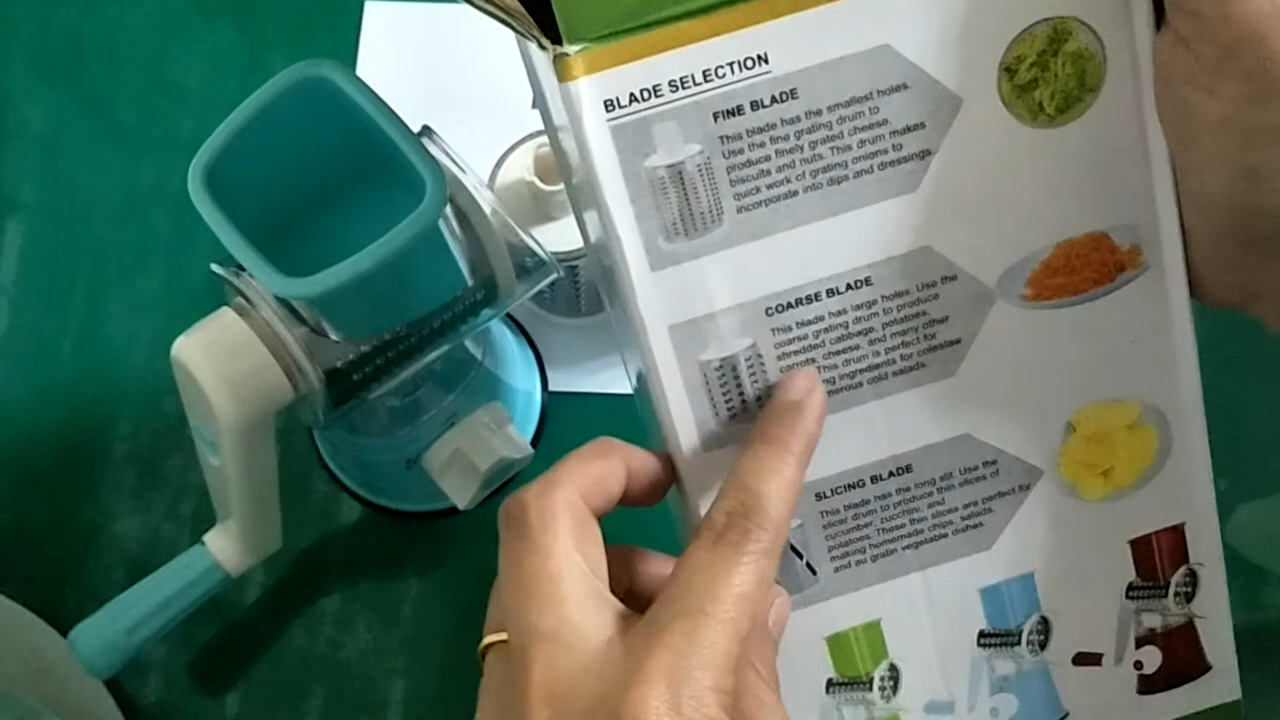 BLADE SELECTION
FINE BLADE
This blade has the smallest holes.
Use the fine grating drum to
produce finely grated cheese,
biscuits and nuts. This drum makes
quick work of grating onions to
incorporate into dips and dressings.
COARSE BLADE
This blade has large holes. Use the
coarse grating drum to produce
shredded cabbage, potatoes,
carrots, cheese, and many other
This drum is perfect for
ng ingredients for coleslaw
merous cold salads.
SLICING BLADE
This blade has the long slit. Use the
slicer drum to produce thin slices of
cucumber, zucchini, and
potatoes. These thin slices are perfect for
making homemade chips, salads,
and au gratin vegetable dishes.